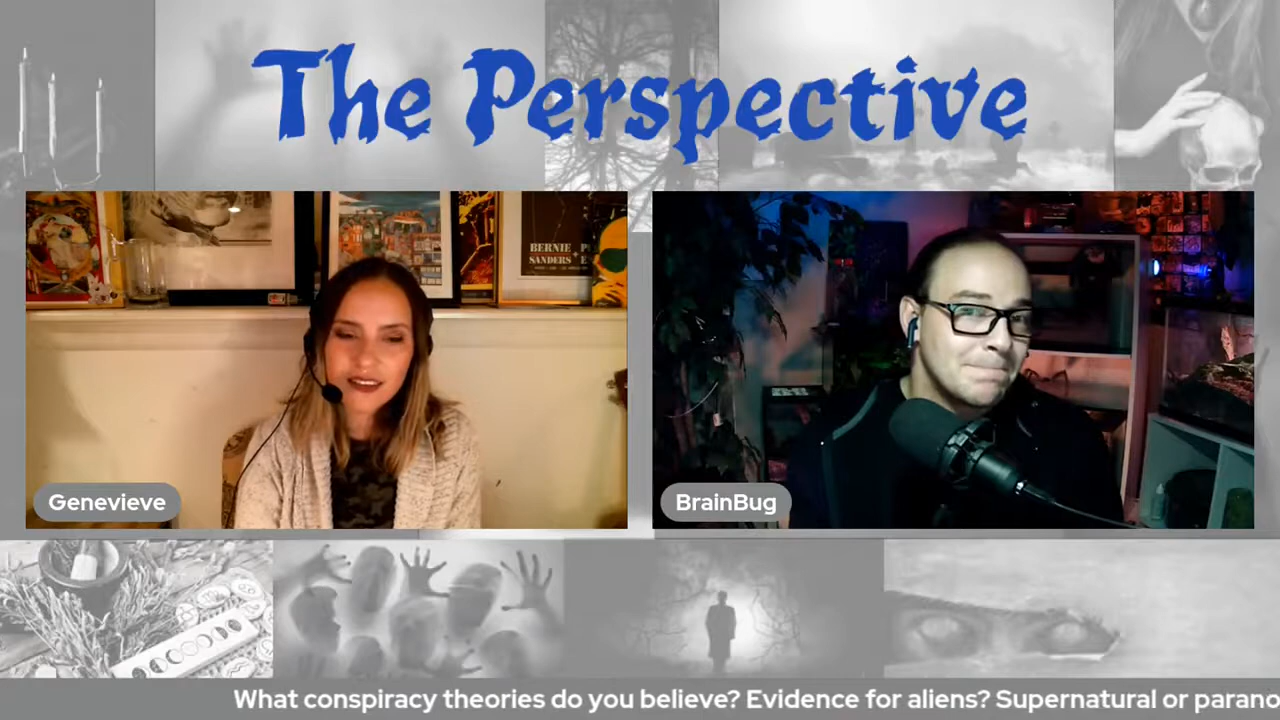 The Perspective
BERNIE
SANDERS
Genevieve
BrainBug
What conspiracy theories do you believe? Evidence for aliens? Supernatural or parano